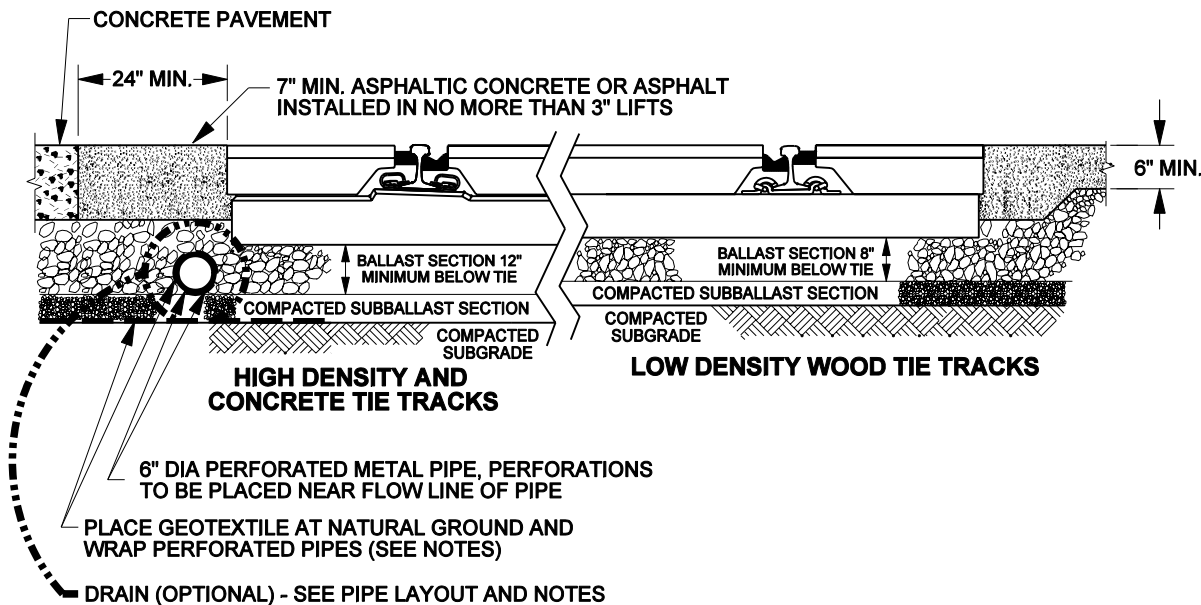 CONCRETE PAVEMENT
24" MIN.
7" MIN. ASPHALTIC CONCRETE OR ASPHALT
INSTALLED IN NO MORE THAN 3" LIFTS
6" MIN.
BALLAST SECTION 12"
MINIMUM BELOW TIE
BALLAST SECTION 8"
MINIMUM BELOW TIE
COMPACTED SUBBALLAST SECTION
COMPACTED SUBBALLAST SECTION
COMPACTED
SUBGRADE
COMPACTED
SUBGRADE
HIGH DENSITY AND
CONCRETE TIE TRACKS
LOW DENSITY WOOD TIE TRACKS
6" DIA PERFORATED METAL PIPE, PERFORATIONS
TO BE PLACED NEAR FLOW LINE OF PIPE
PLACE GEOTEXTILE AT NATURAL GROUND AND
WRAP PERFORATED PIPES (SEE NOTES)
DRAIN (OPTIONAL) - SEE PIPE LAYOUT AND NOTES